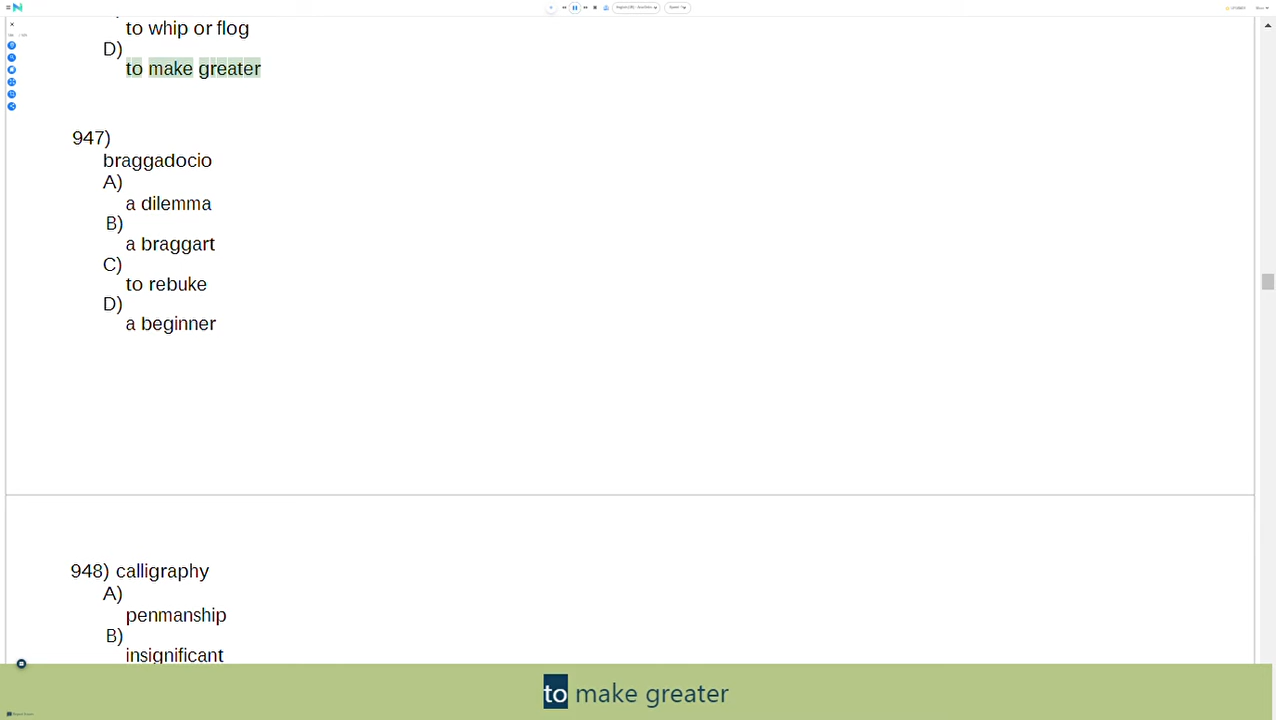 to whip or flog
D)
to make greater
947)
braggadocio
A)
a dilemma
B)
a braggart
C)
to rebuke
D)
a beginner
948) calligraphy
A)
penmanship
B)
insignificant
to make greater